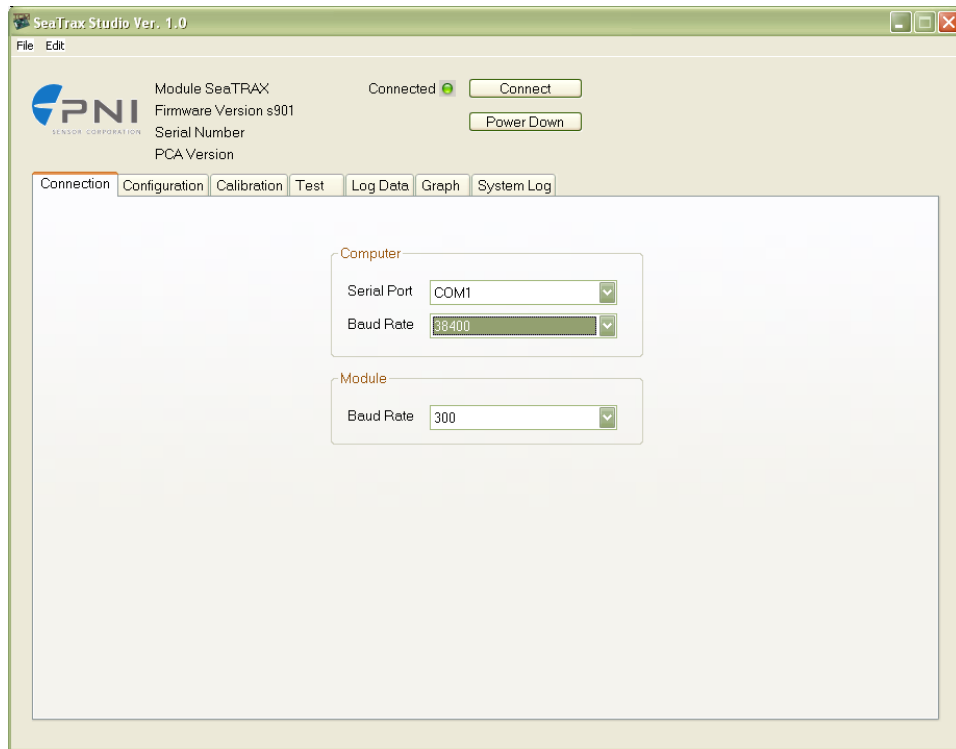 SeaTrax Studio Ver. 1.0
File Edit
PNI
SENSOR CORPORATION
Module SeaTRAX
Firmware Version s901
Serial Number
PCA Version
Connected
Connect
Power Down
Connection Configuration Calibration Test Log Data Graph System Log
Computer
Serial Port COM1
Baud Rate 38400
Module
Baud Rate 300